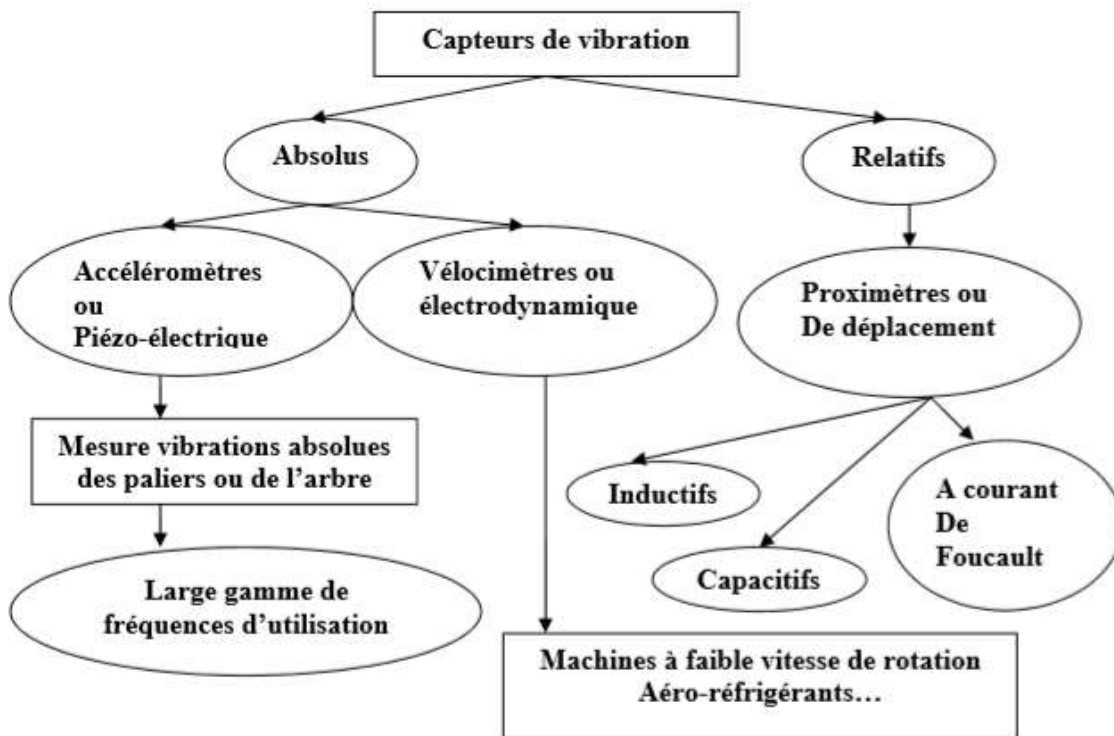 Capteurs de vibration
Absolus
Relatifs
Accéléromètres
ou
Piézo-électrique
Vélocimètres ou
électrodynamique
Proximètres ou
De déplacement
Mesure vibrations absolues
des paliers ou de l’arbre
Inductifs
A courant
De
Foucault
Capacitifs
Large gamme de
fréquences d’utilisation
Machines à faible vitesse de rotation
Aéro-réfrigérants…